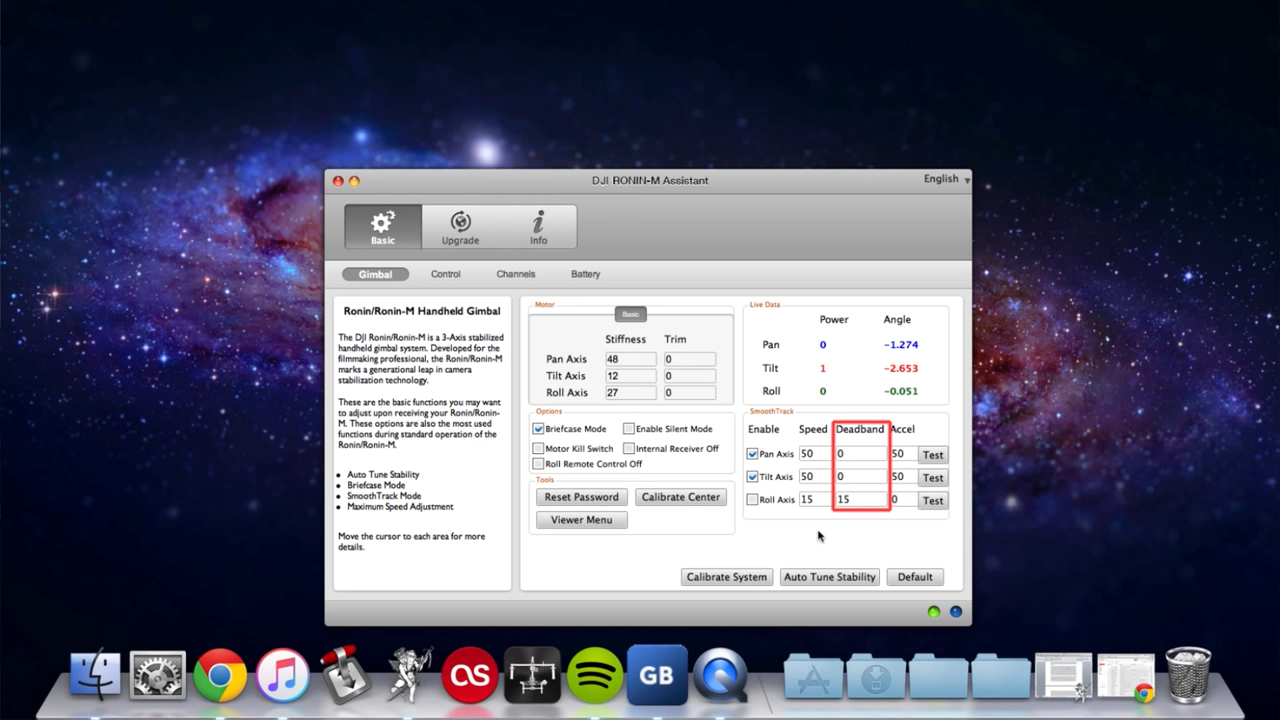 DJI RONIN-M Assistant
English
Basic
Upgrade
Info
Gimbal
Control
Channels
Battery
Ronin/Ronin-M Handheld Gimbal
The DJI Ronin/Ronin-M is a 3-Axis stabilized
handheld gimbal system. Developed for the
filmmaking professional, the Ronin/Ronin-M
marks a generational leap in camera
stabilization technology.
These are the basic functions you may want
to adjust upon receiving your Ronin/Ronin-
M. These options are also the most used
functions during standard operation of the
Ronin/Ronin-M.
• Auto Tune Stability
• Briefcase Mode
• SmoothTrack Mode
• Maximum Speed Adjustment
Move the cursor to each area for more
details.
Motor
Basic
Stiffness Trim
Pan Axis 48 0
Tilt Axis 12 0
Roll Axis 27 0
Options
Briefcase Mode Enable Silent Mode
Motor Kill Switch Internal Receiver Off
Roll Remote Control Off
Tools
Reset Password Calibrate Center
Viewer Menu
Live Data
Power Angle
Pan 0 -1.274
Tilt 1 -2.653
Roll 0 -0.051
SmoothTrack
Enable Speed Deadband Accel
Pan Axis 50 0 50 Test
Tilt Axis 50 0 50 Test
Roll Axis 15 15 0 Test
Calibrate System Auto Tune Stability Default
GB